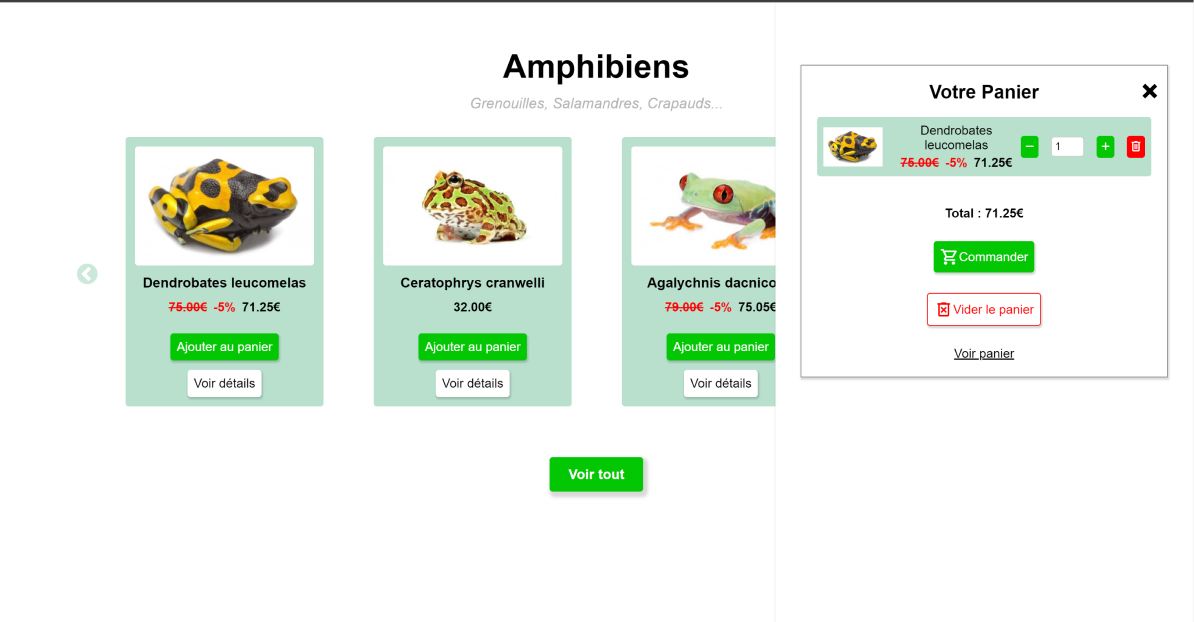 Amphibiens
Grenouilles, Salamandres, Crapauds...
Dendrobates leucomelas
75.00€ -5% 71.25€
Ajouter au panier
Voir détails
Ceratophrys cranwelli
32.00€
Ajouter au panier
Voir détails
Agalychnis dacnico
79.00€ -5% 75.05€
Ajouter au panier
Voir détails
Voir tout
Votre Panier
Dendrobates
leucomelas
75.00€ -5% 71.25€
− 1 +
Total : 71.25€
Commander
Vider le panier
Voir panier